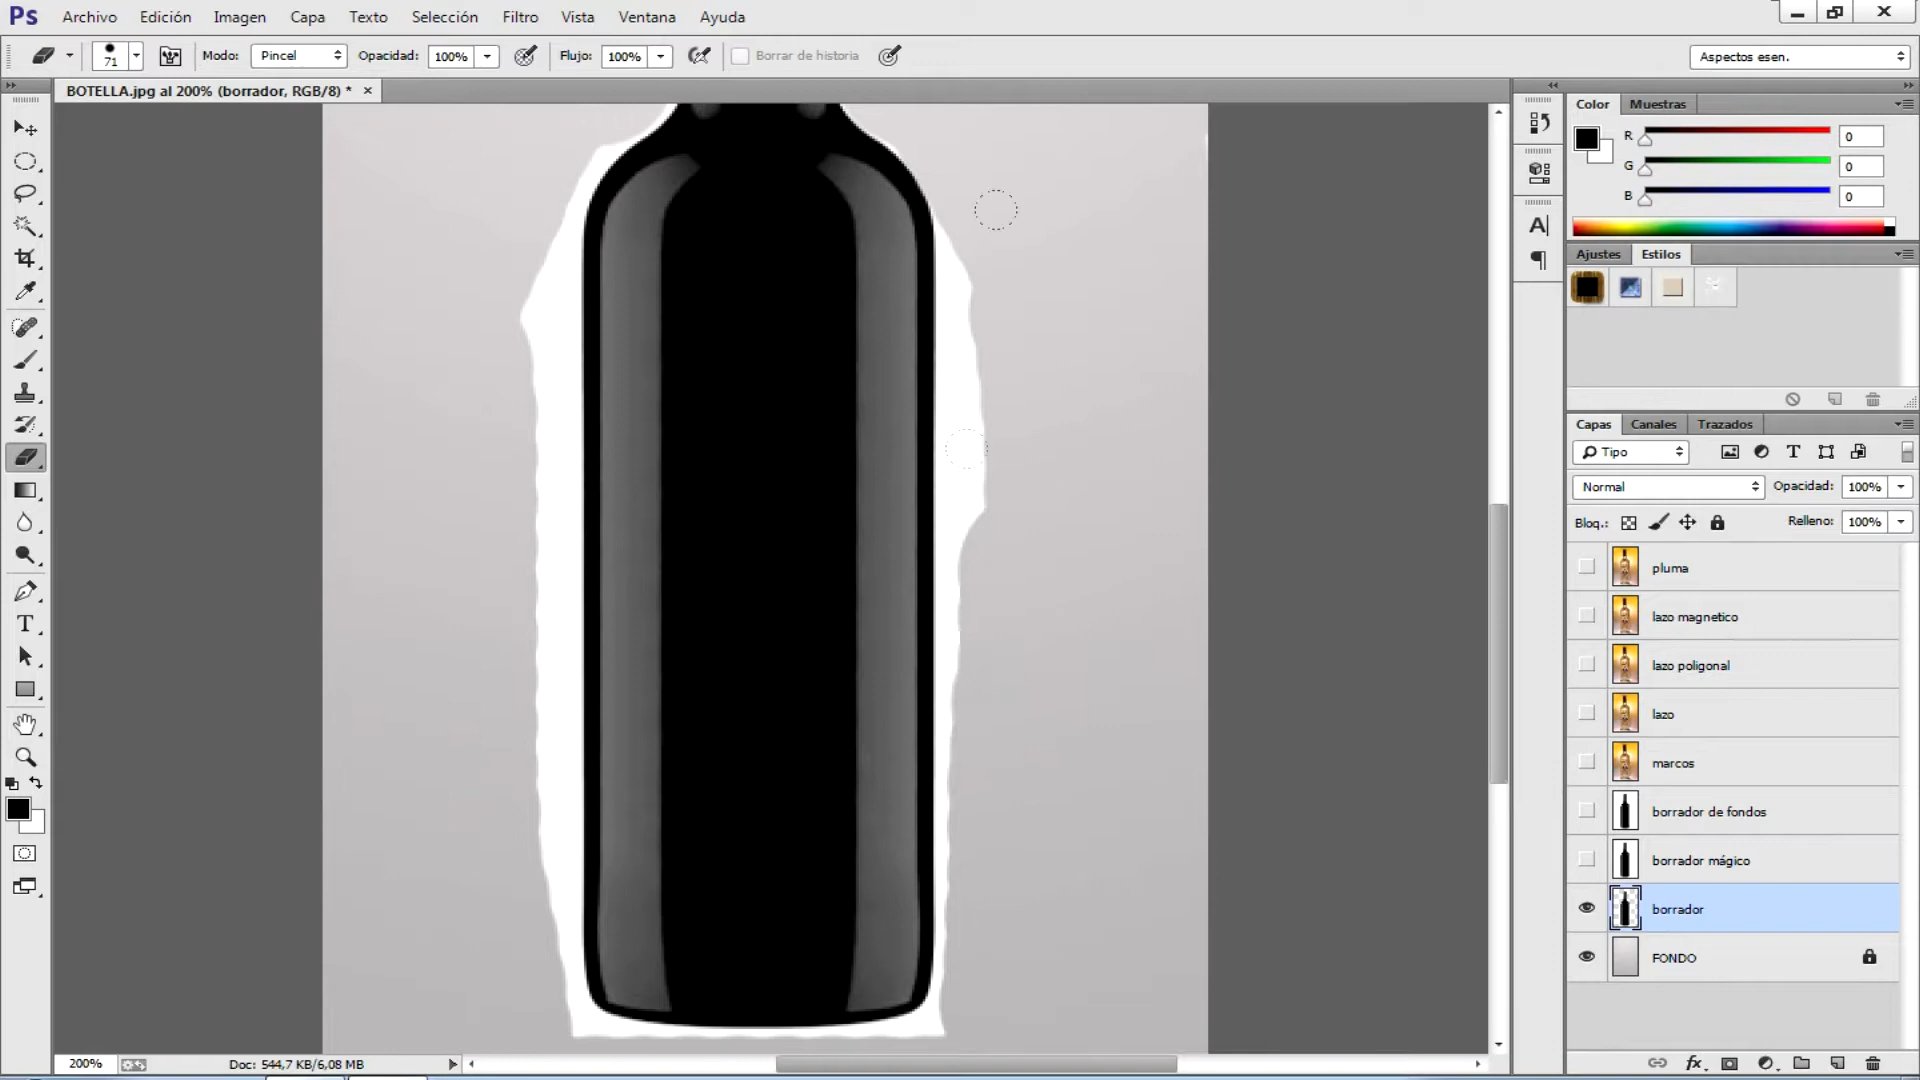 Ps Archivo Edición Imagen Capa Texto Selección Filtro Vista Ventana Ayuda
71 Modo: Pincel Opacidad: 100% Flujo: 100% Borrar de historia Aspectos esen.
BOTELLA.jpg al 200% (borrador, RGB/8) * ×
Color Muestras
R 0
G 0
B 0
Ajustes Estilos
Capas Canales Trazados
Tipo
Normal Opacidad: 100%
Bloq.: Relleno: 100%
pluma
lazo magnetico
lazo poligonal
lazo
marcos
borrador de fondos
borrador mágico
borrador
FONDO
200% Doc: 544,7 KB/6,08 MB